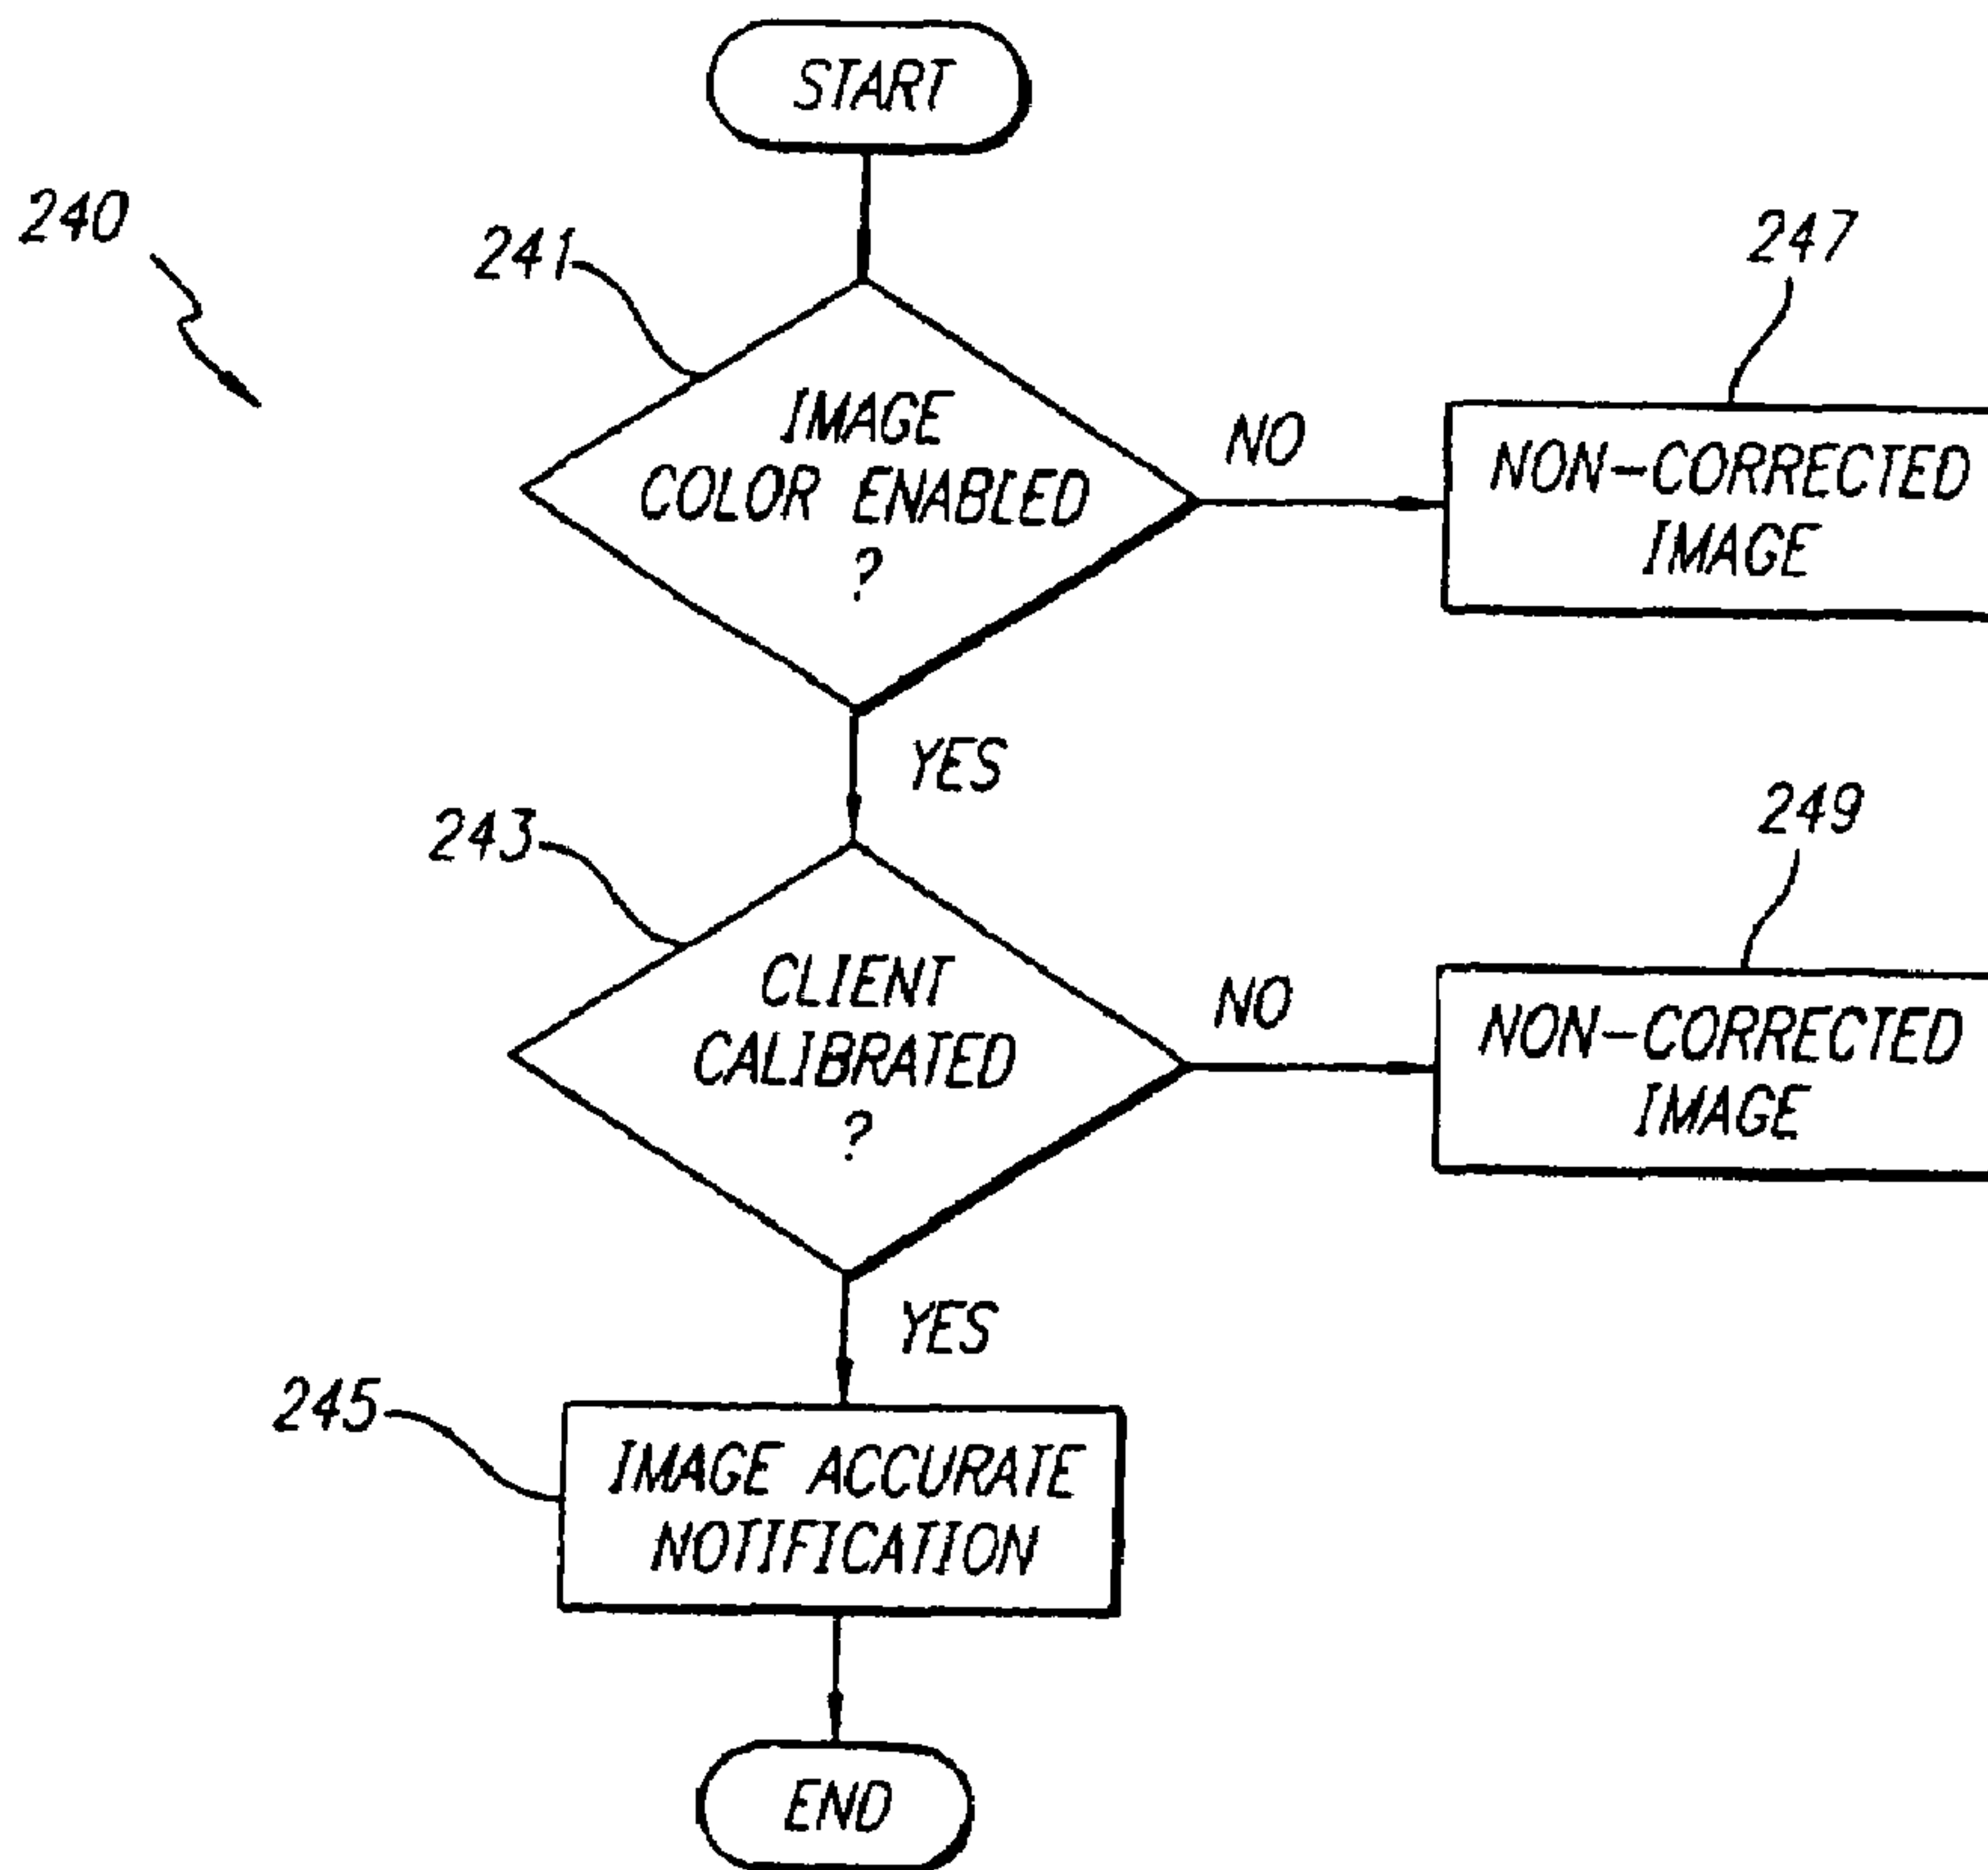 START
240
241
247
IMAGE
COLOR ENABLED
?
NO
NON-CORRECTED
IMAGE
YES
243
249
CLIENT
CALIBRATED
?
NO
NON-CORRECTED
IMAGE
YES
245
IMAGE ACCURATE
NOTIFICATION
END